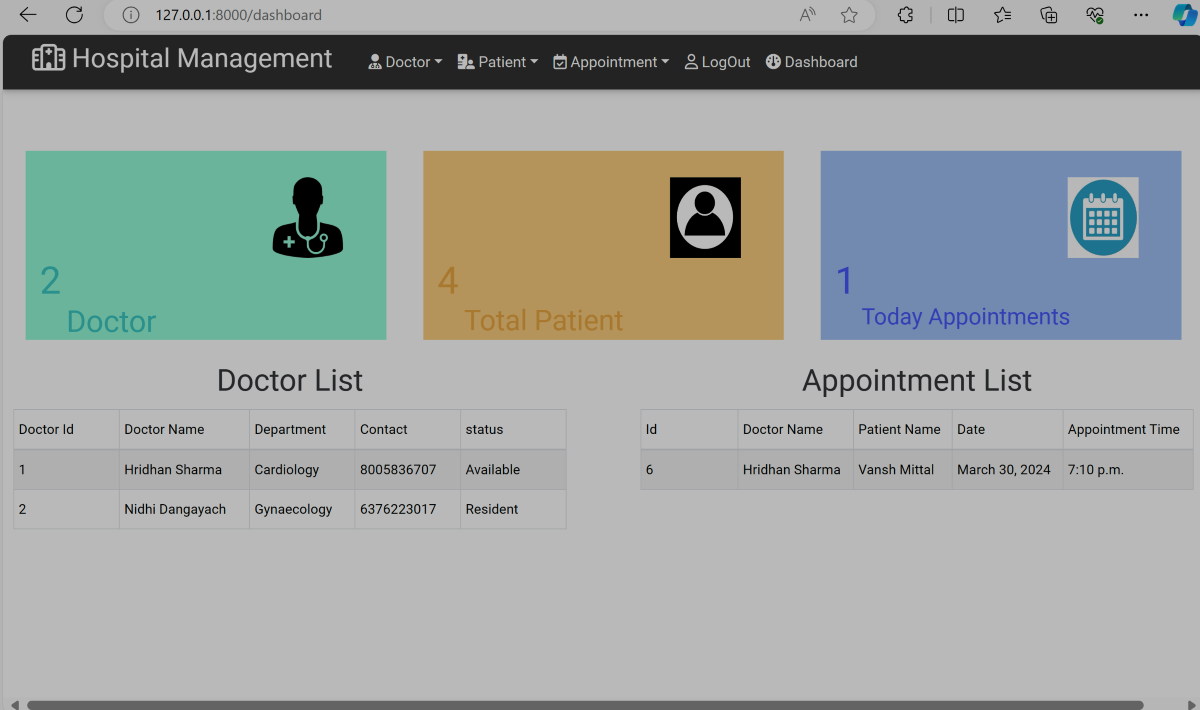 127.0.0.1:8000/dashboard
Hospital Management Doctor Patient Appointment LogOut Dashboard
2
Doctor
4
Total Patient
1
Today Appointments
Doctor List
Doctor Id Doctor Name Department Contact status
1 Hridhan Sharma Cardiology 8005836707 Available
2 Nidhi Dangayach Gynaecology 6376223017 Resident
Appointment List
Id Doctor Name Patient Name Date Appointment Time
6 Hridhan Sharma Vansh Mittal March 30, 2024 7:10 p.m.